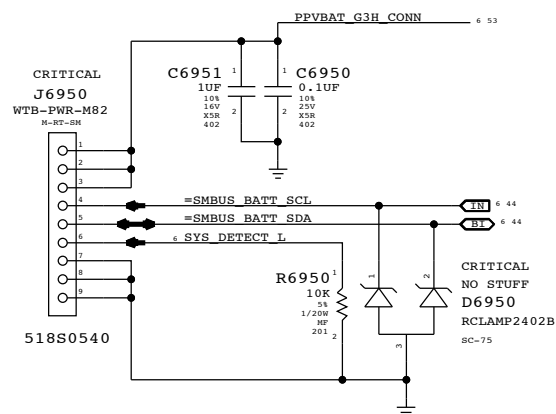 PPVBAT_G3H_CONN 6 53
CRITICAL
J6950
WTB-PWR-M82
M-RT-SM
C6951
1UF
10%
16V
X5R
402
1
2
C6950
0.1UF
10%
25V
X5R
402
1
2
1
2
3
4
5
6
7
8
9
518S0540
=SMBUS_BATT_SCL IN 6 44
=SMBUS_BATT_SDA BI 6 44
6 SYS_DETECT_L
R6950
10K
5%
1/20W
MF
201
1
2
1
2
3
CRITICAL
NO STUFF
D6950
RCLAMP2402B
SC-75